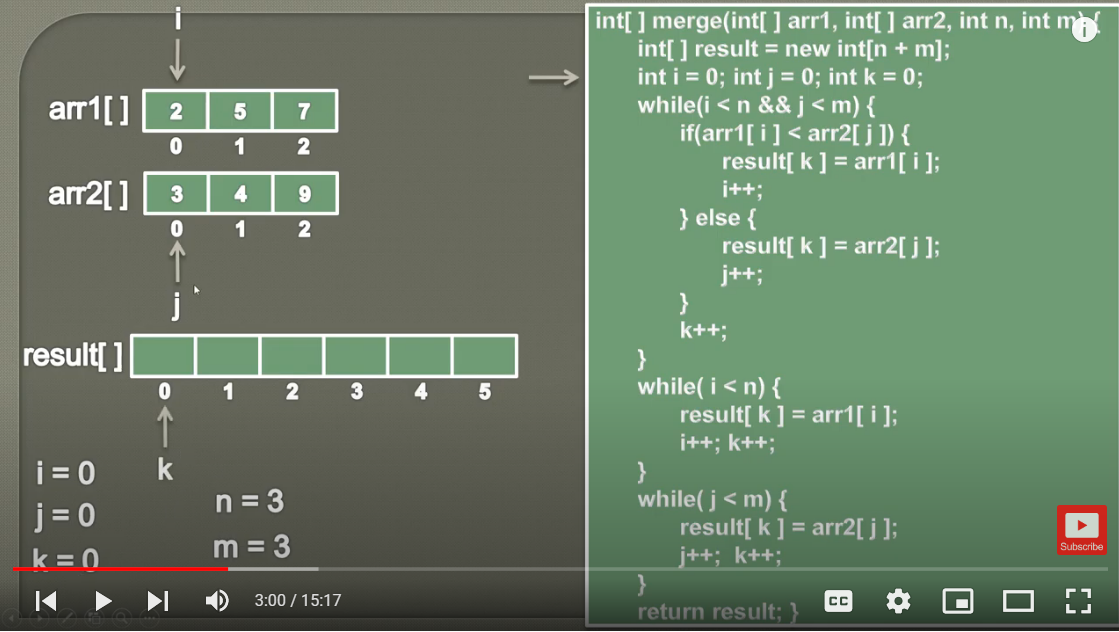 i
arr1[ ] 2 5 7
0 1 2
arr2[ ] 3 4 9
0 1 2
j
result[ ]
0 1 2 3 4 5
k
i = 0
j = 0
k = 0
n = 3
m = 3
int[ ] merge(int[ ] arr1, int[ ] arr2, int n, int m) {
int[ ] result = new int[n + m];
int i = 0; int j = 0; int k = 0;
while(i < n && j < m) {
if(arr1[ i ] < arr2[ j ]) {
result[ k ] = arr1[ i ];
i++;
} else {
result[ k ] = arr2[ j ];
j++;
}
k++;
}
while( i < n) {
result[ k ] = arr1[ i ];
i++; k++;
}
while( j < m) {
result[ k ] = arr2[ j ];
j++; k++;
}
return result; }
i
Subscribe
3:00 / 15:17
CC